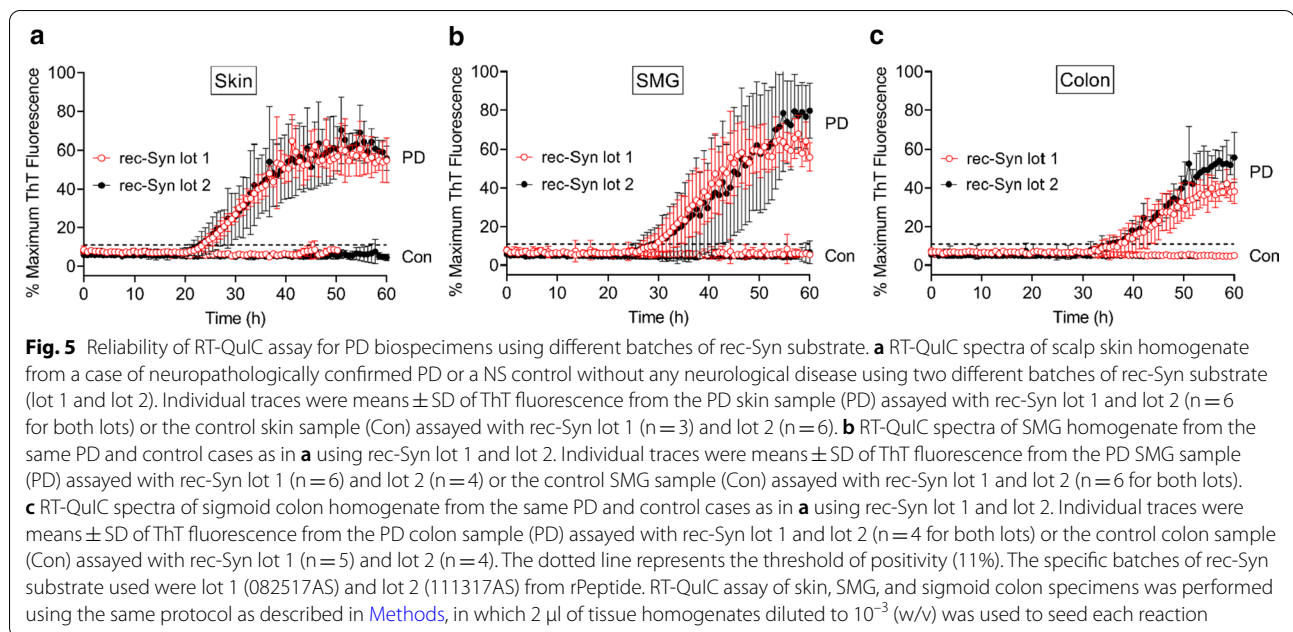 a
b
c
Skin
SMG
Colon
100
80
60
40
20
0
% Maximum ThT Fluorescence
rec-Syn lot 1
rec-Syn lot 2
PD
Con
0 10 20 30 40 50 60
Time (h)
100
80
60
40
20
0
% Maximum ThT Fluorescence
rec-Syn lot 1
rec-Syn lot 2
PD
Con
0 10 20 30 40 50 60
Time (h)
100
80
60
40
20
0
% Maximum ThT Fluorescence
rec-Syn lot 1
rec-Syn lot 2
PD
Con
0 10 20 30 40 50 60
Time (h)
Fig. 5 Reliability of RT-QuIC assay for PD biospecimens using different batches of rec-Syn substrate. a RT-QuIC spectra of scalp skin homogenate
from a case of neuropathologically confirmed PD or a NS control without any neurological disease using two different batches of rec-Syn substrate
(lot 1 and lot 2). Individual traces were means ± SD of ThT fluorescence from the PD skin sample (PD) assayed with rec-Syn lot 1 and lot 2 (n = 6
for both lots) or the control skin sample (Con) assayed with rec-Syn lot 1 (n = 3) and lot 2 (n = 6). b RT-QuIC spectra of SMG homogenate from the
same PD and control cases as in a using rec-Syn lot 1 and lot 2. Individual traces were means ± SD of ThT fluorescence from the PD SMG sample
(PD) assayed with rec-Syn lot 1 (n = 6) and lot 2 (n = 4) or the control SMG sample (Con) assayed with rec-Syn lot 1 and lot 2 (n = 6 for both lots).
c RT-QuIC spectra of sigmoid colon homogenate from the same PD and control cases as in a using rec-Syn lot 1 and lot 2. Individual traces were
means ± SD of ThT fluorescence from the PD colon sample (PD) assayed with rec-Syn lot 1 and lot 2 (n = 4 for both lots) or the control colon sample
(Con) assayed with rec-Syn lot 1 (n = 5) and lot 2 (n = 4). The dotted line represents the threshold of positivity (11%). The specific batches of rec-Syn
substrate used were lot 1 (082517AS) and lot 2 (111317AS) from rPeptide. RT-QuIC assay of skin, SMG, and sigmoid colon specimens was performed
using the same protocol as described in Methods, in which 2 µl of tissue homogenates diluted to 10⁻³ (w/v) was used to seed each reaction